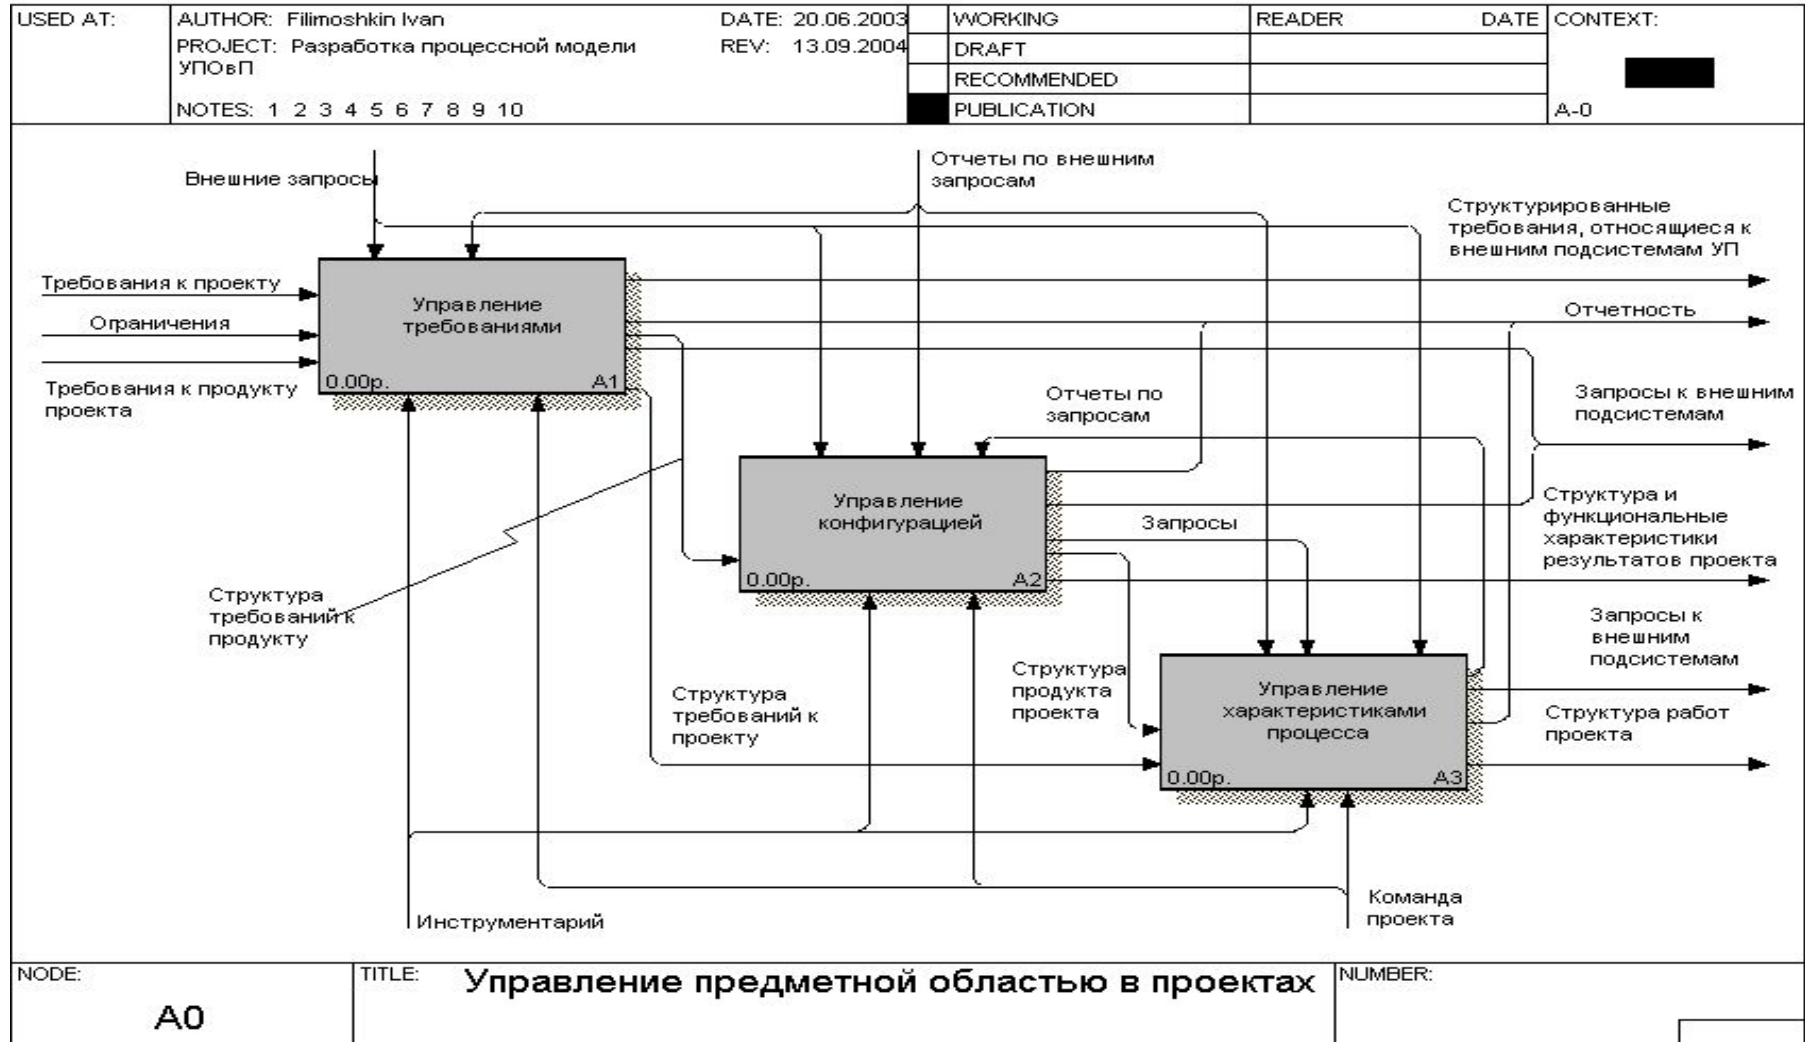 USED AT:
AUTHOR: Filimoshkin Ivan
DATE: 20.06.2003
WORKING
READER
DATE
CONTEXT:
PROJECT: Разработка процессной модели
REV: 13.09.2004
DRAFT
УПОвП
RECOMMENDED
NOTES: 1 2 3 4 5 6 7 8 9 10
PUBLICATION
A-0
Внешние запросы
Отчеты по внешним
запросам
Структурированные
требования, относящиеся к
внешним подсистемам УП
Требования к проекту
Ограничения
Требования к продукту
проекта
Управление
требованиями
0.00р.
A1
Отчетность
Отчеты по
запросам
Запросы к внешним
подсистемам
Управление
конфигурацией
0.00р.
A2
Запросы
Структура и
функциональные
характеристики
результатов проекта
Структура
требований к
продукту
Запросы к
внешним
подсистемам
Структура
требований к
проекту
Структура
продукта
проекта
Управление
характеристиками
процесса
0.00р.
A3
Структура работ
проекта
Инструментарий
Команда
проекта
NODE:
A0
TITLE:
Управление предметной областью в проектах
NUMBER: